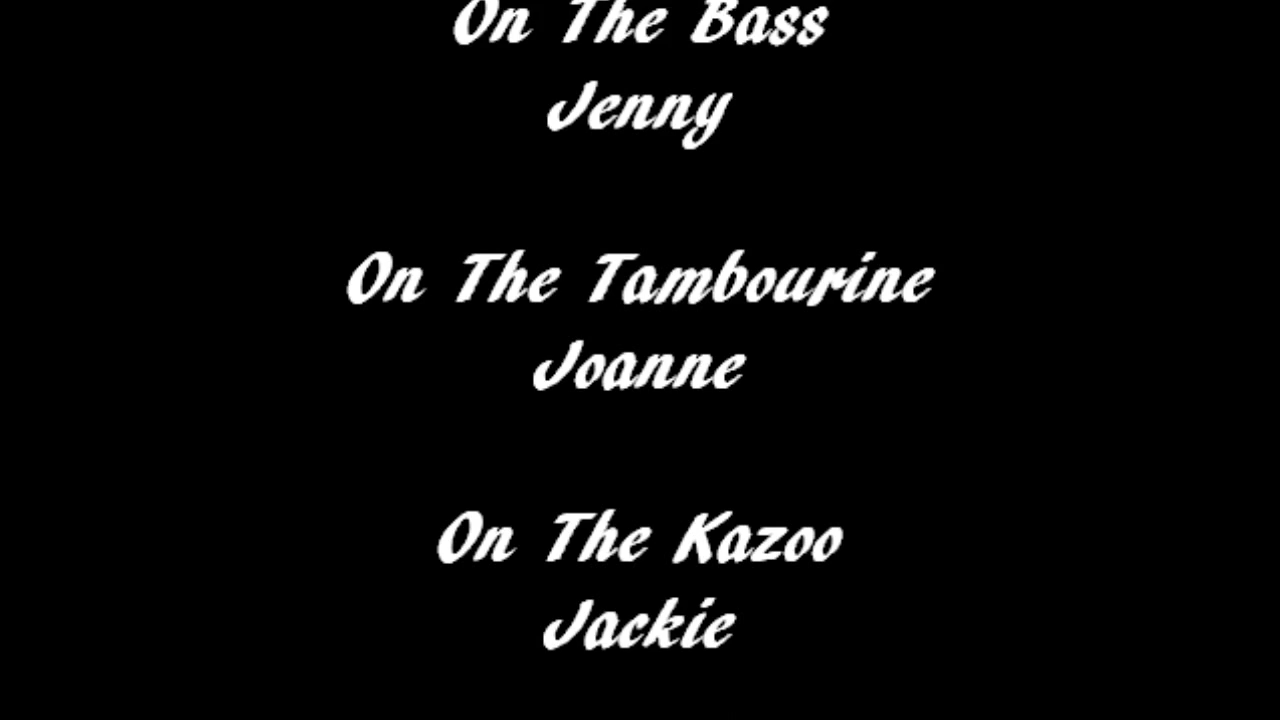 On The Bass
Jenny
On The Tambourine
Joanne
On The Kazoo
Jackie